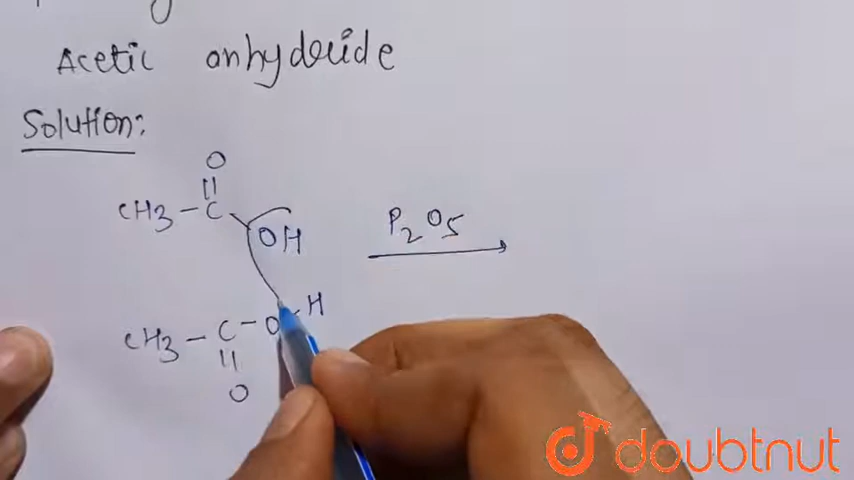 Acetic anhydride
Solution:
O
||
CH3 - C
OH
P2O5
H
CH3 - C - O -
||
O
doubtnut